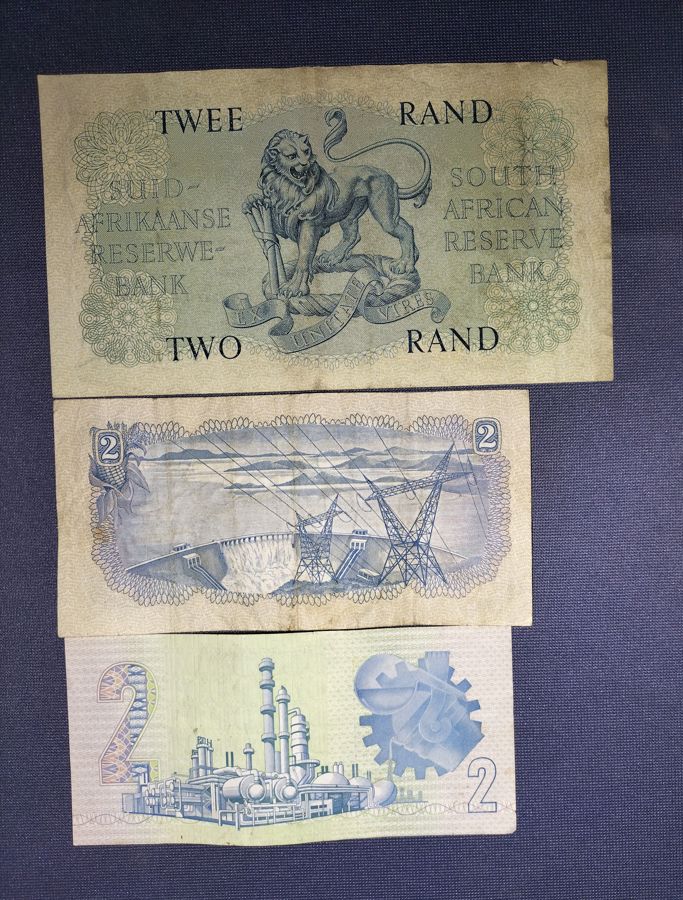 TWEE RAND
SUID-
AFRIKAANSE
RESERWE-
BANK
SOUTH
AFRICAN
RESERVE
BANK
EX UNITATE VIRES
TWO RAND
2 2
2
2